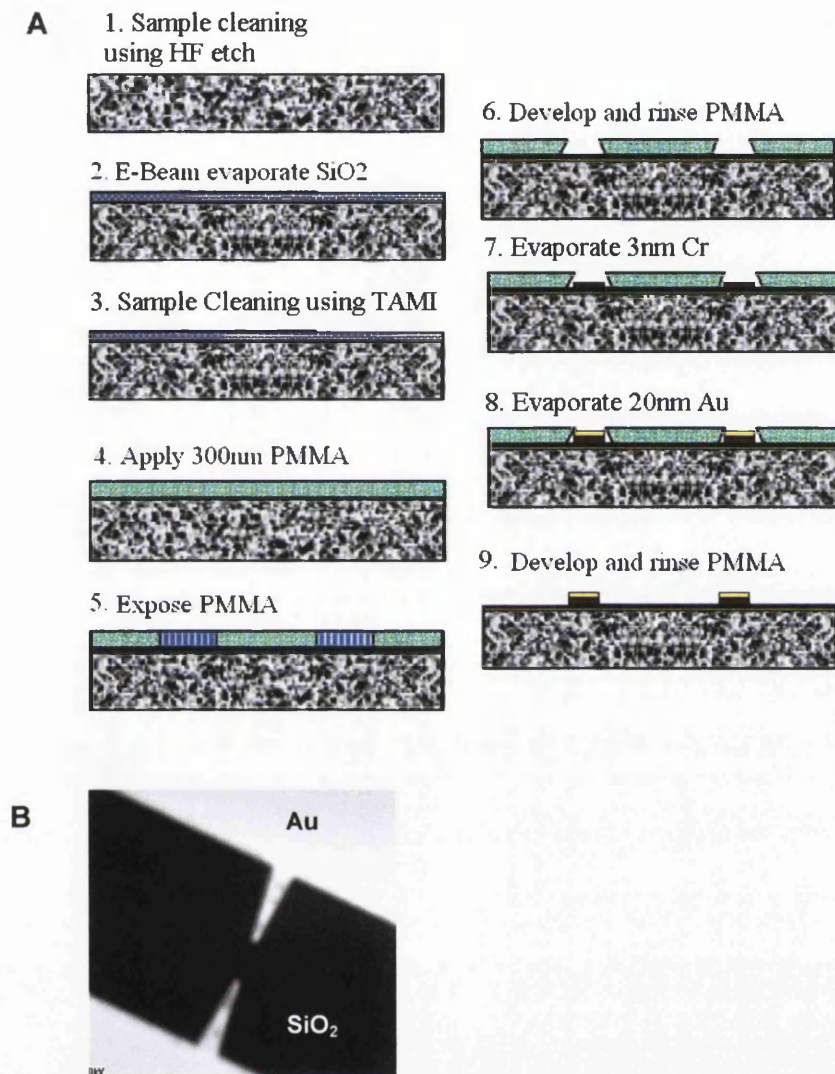 A
1. Sample cleaning
using HF etch
2. E-Beam evaporate SiO2
3. Sample Cleaning using TAMI
4. Apply 300nm PMMA
5. Expose PMMA
6. Develop and rinse PMMA
7. Evaporate 3nm Cr
8. Evaporate 20nm Au
9. Develop and rinse PMMA
B
Au
SiO₂